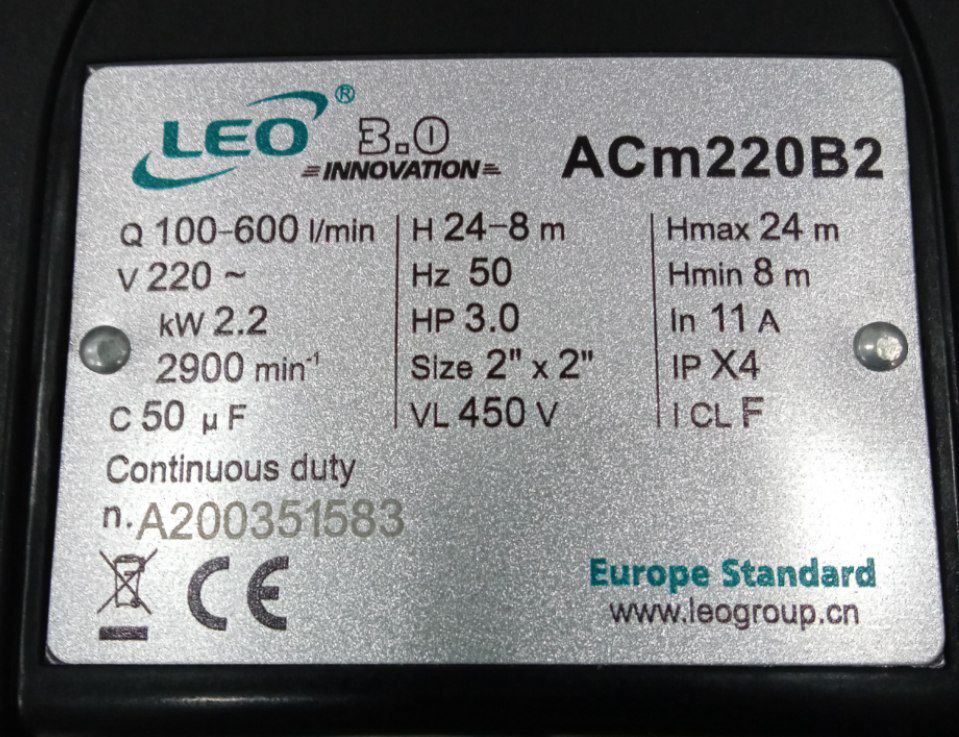 LEO® 3.0 INNOVATION ACm220B2
Q 100-600 l/min | H 24-8 m | Hmax 24 m
V 220 ~ | Hz 50 | Hmin 8 m
kW 2.2 | HP 3.0 | In 11 A
2900 min⁻¹ | Size 2" x 2" | IP X4
C 50 μF | VL 450 V | I CL F
Continuous duty
n. A200351583
CE
Europe Standard
www.leogroup.cn